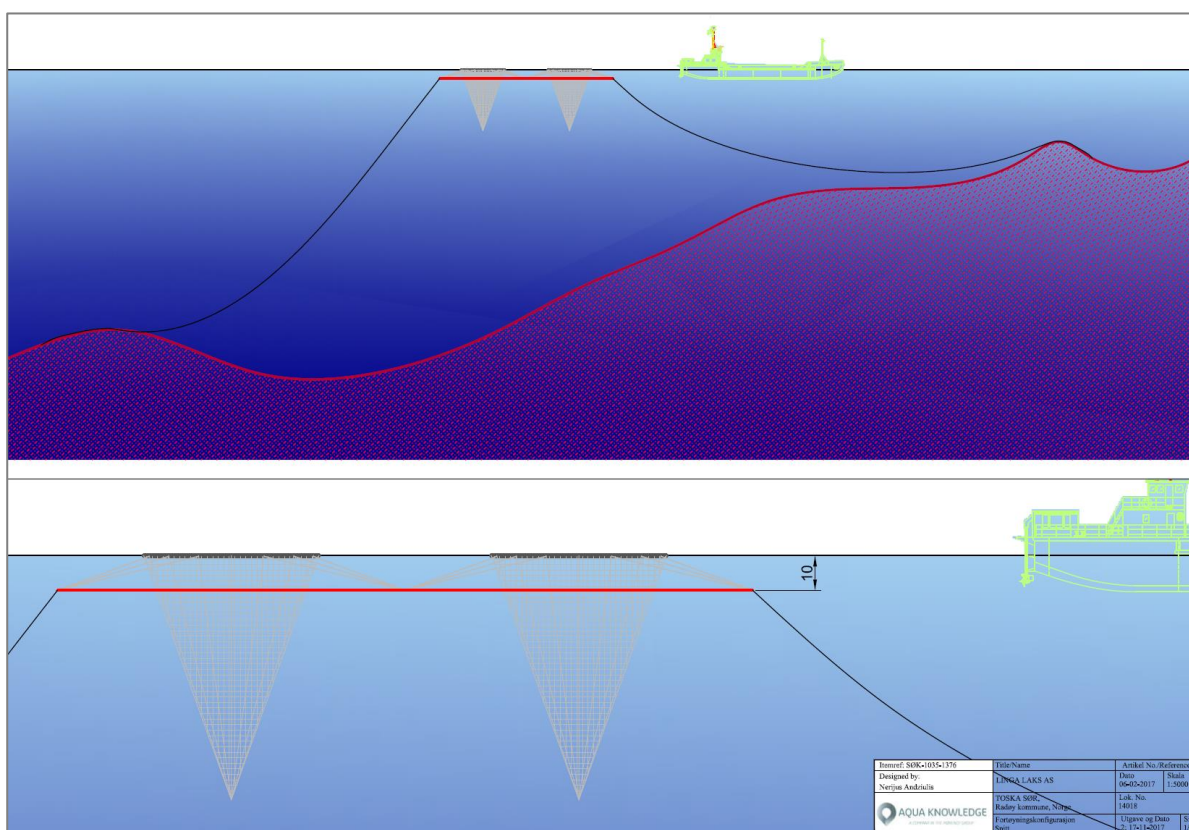 10
Itemref: SØK-1035-1376
Title/Name
Artikel No./Reference
Designed by:
Nerijus Andziulis
LINGA LAKS AS
Dato
06-02-2017
Skala
1:5000
AQUA KNOWLEDGE
TOSKA SØR,
Radøy kommune, Norge
Lok. No.
14018
Fortøyningskonfigurasjon
Snitt
Utgave og Dato
2: 17-11-2017